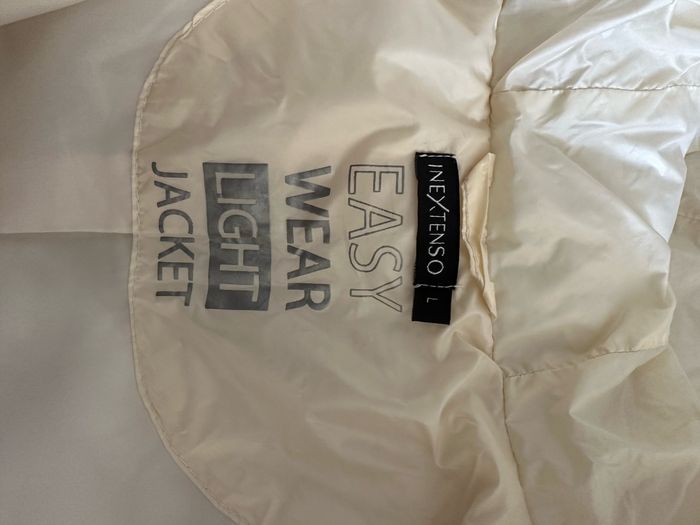 INEXTENSO
L
EASY
WEAR
LIGHT
JACKET